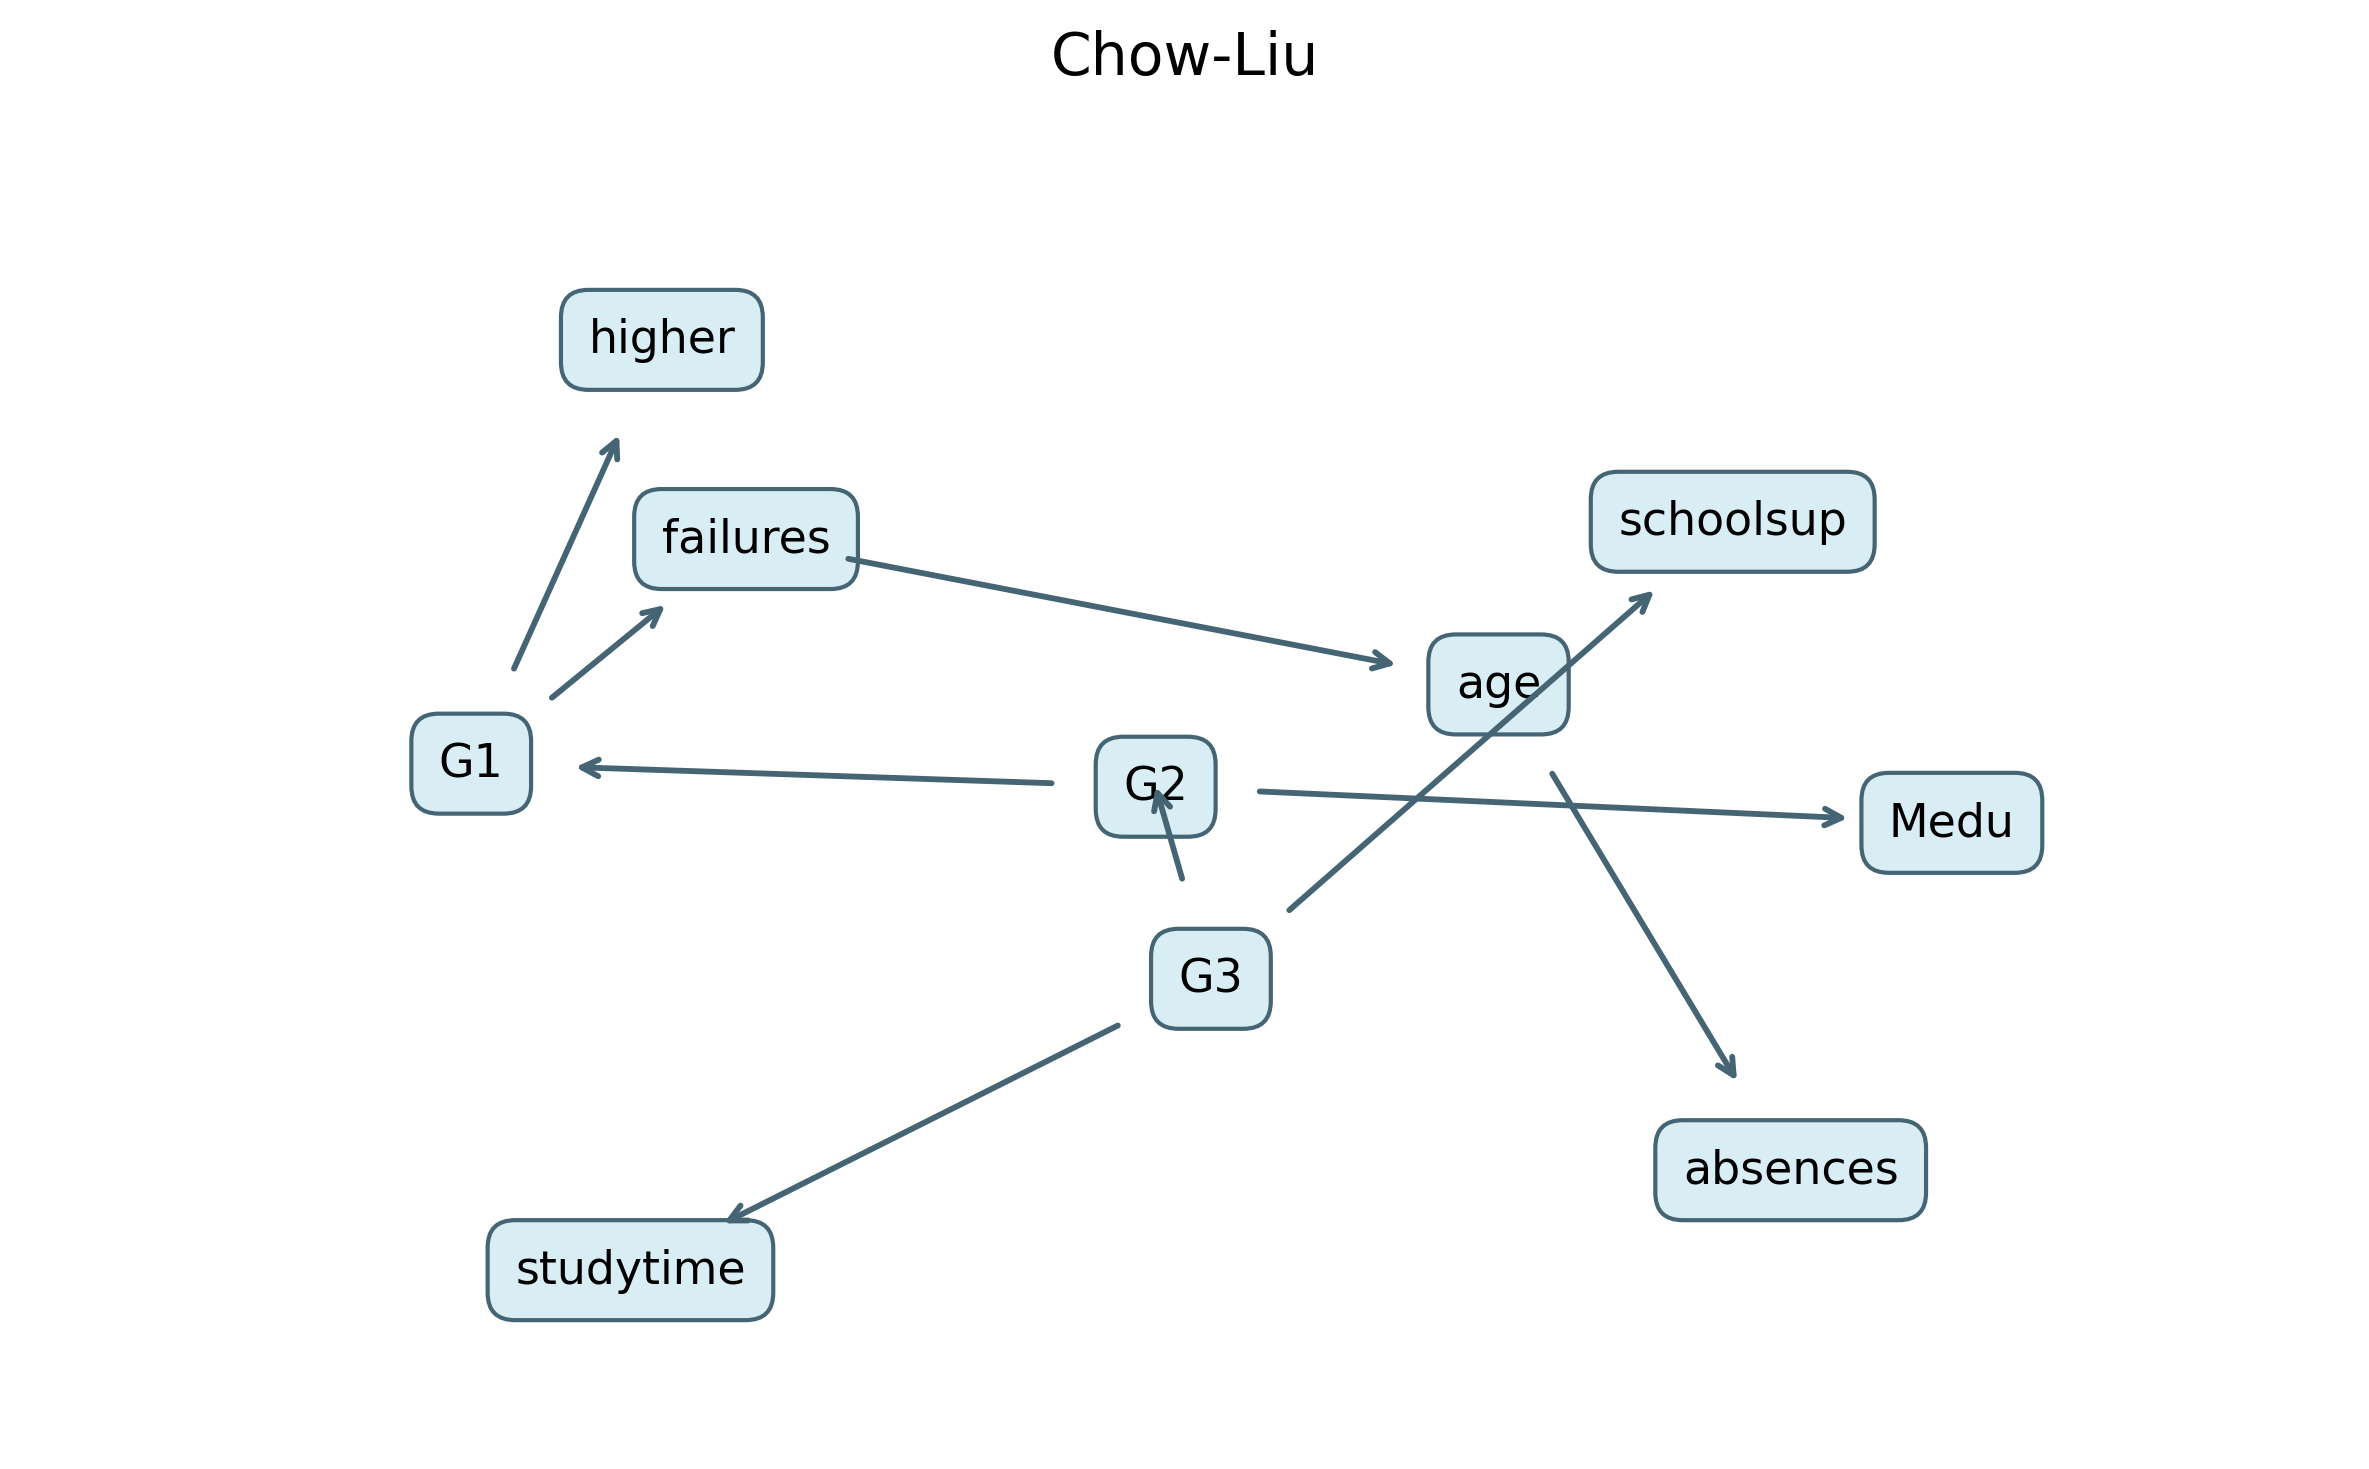 Chow-Liu
higher
failures
schoolsup
age
G1
G2
Medu
G3
absences
studytime